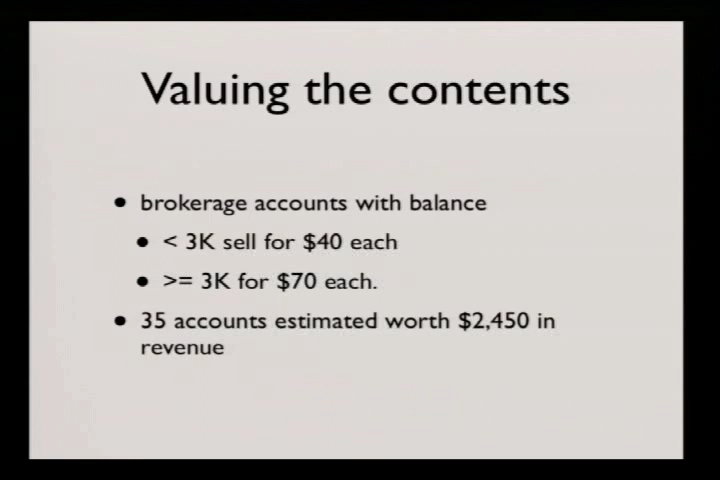 Valuing the contents
• brokerage accounts with balance
• < 3K sell for $40 each
• >= 3K for $70 each.
• 35 accounts estimated worth $2,450 in
revenue